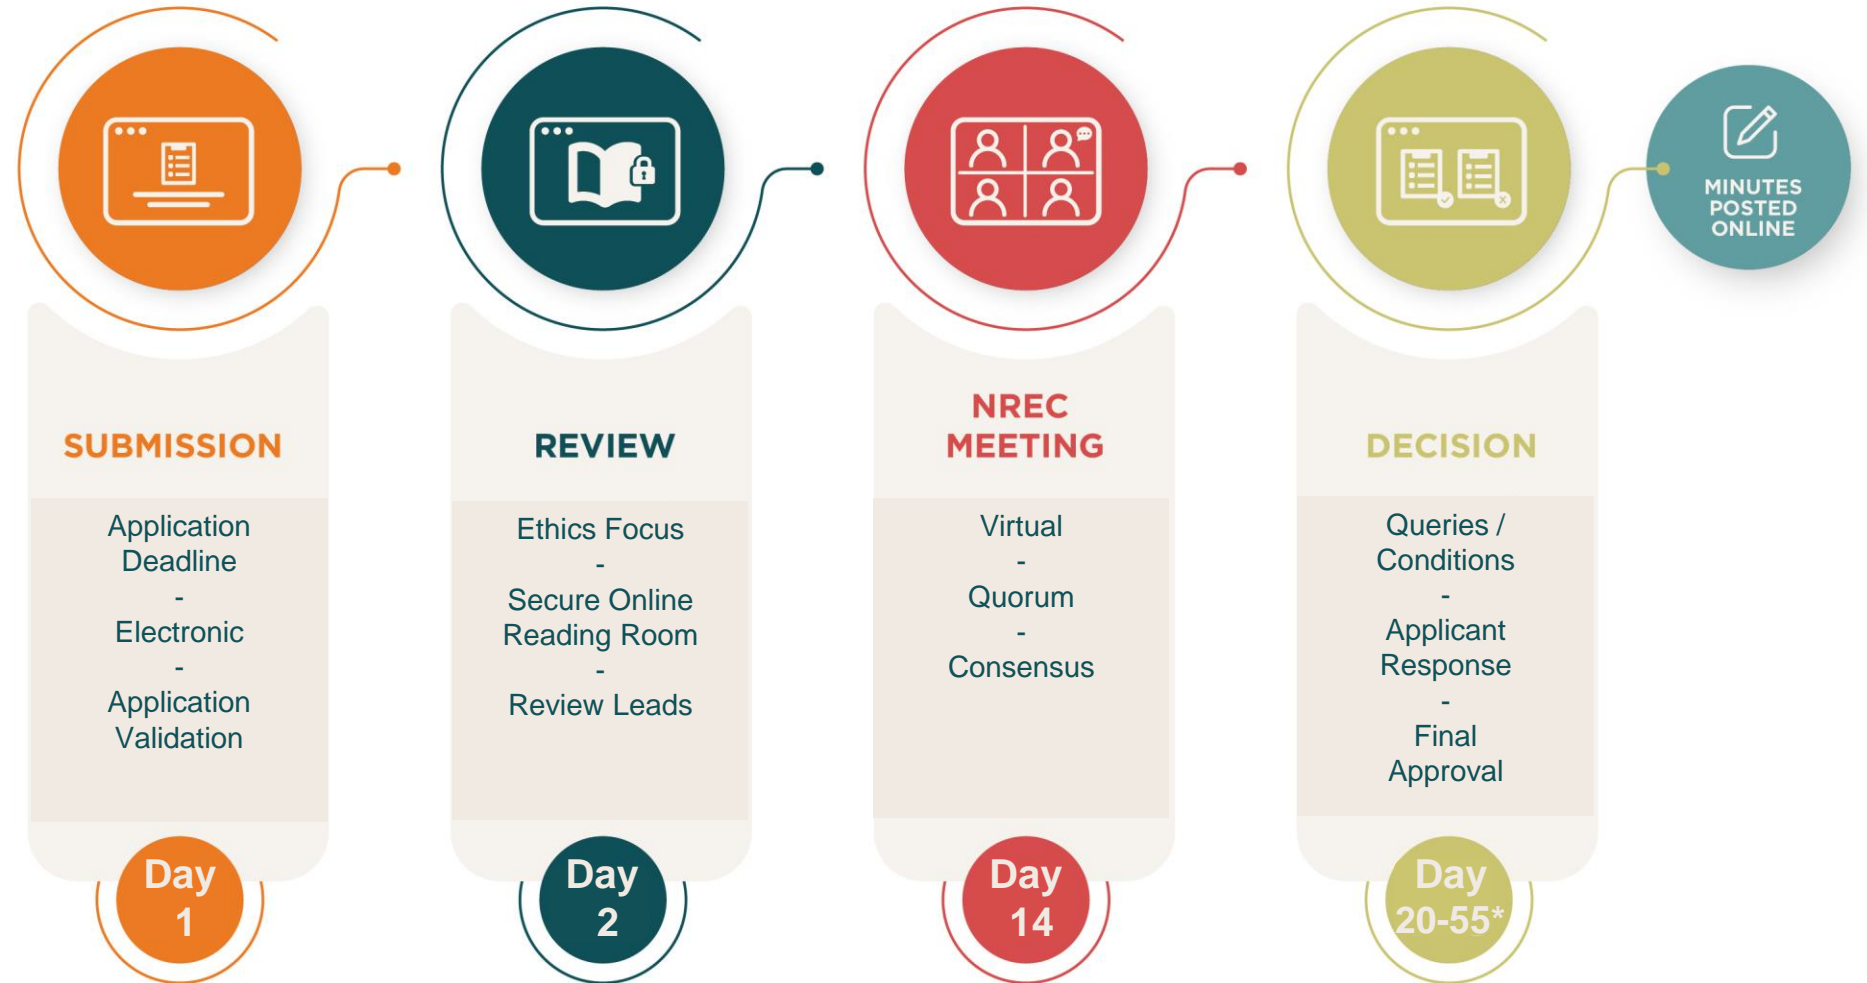 SUBMISSION
Application
Deadline
-
Electronic
-
Application
Validation
Day
1
REVIEW
Ethics Focus
-
Secure Online
Reading Room
-
Review Leads
Day
2
NREC
MEETING
Virtual
-
Quorum
-
Consensus
Day
14
DECISION
Queries /
Conditions
-
Applicant
Response
-
Final
Approval
Day
20-55*
MINUTES
POSTED
ONLINE